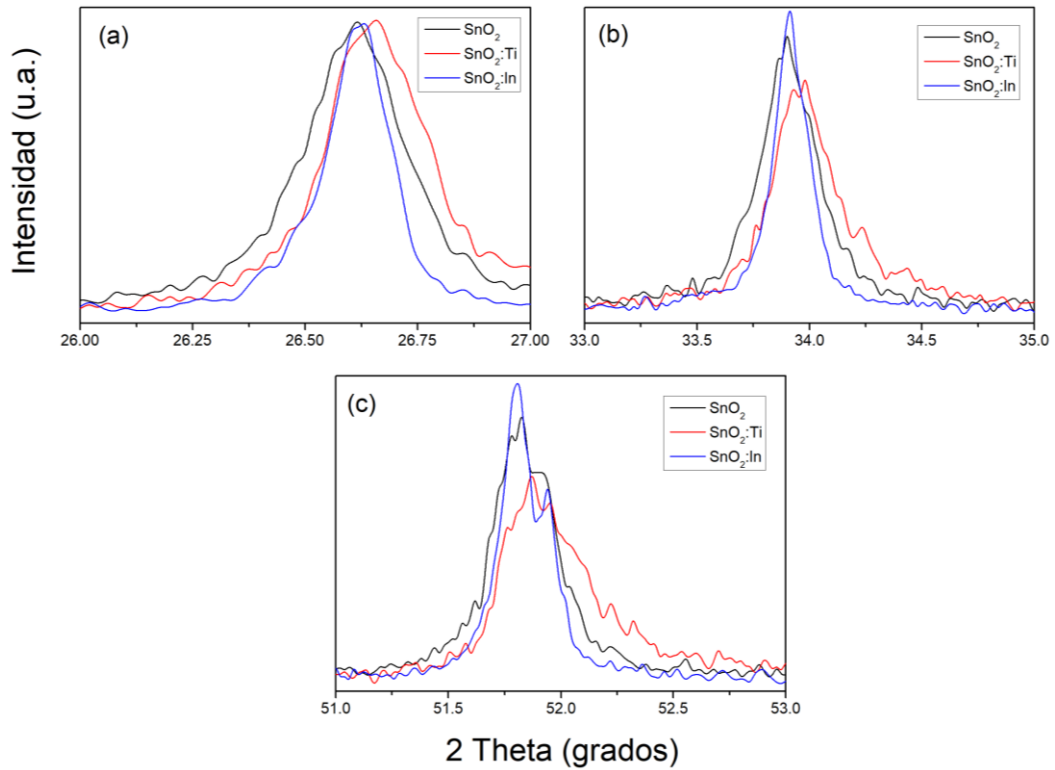 Intensidad (u.a.)
(a)
SnO₂
SnO₂:Ti
SnO₂:In
26.00 26.25 26.50 26.75 27.00
(b)
SnO₂
SnO₂:Ti
SnO₂:In
33.0 33.5 34.0 34.5 35.0
(c)
SnO₂
SnO₂:Ti
SnO₂:In
51.0 51.5 52.0 52.5 53.0
2 Theta (grados)